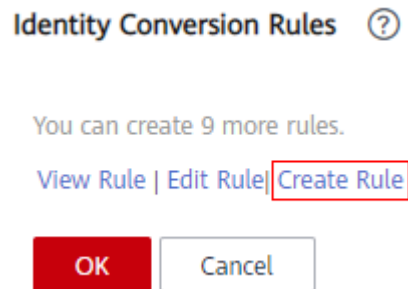 Identity Conversion Rules ?
You can create 9 more rules.
View Rule | Edit Rule| Create Rule
OK Cancel